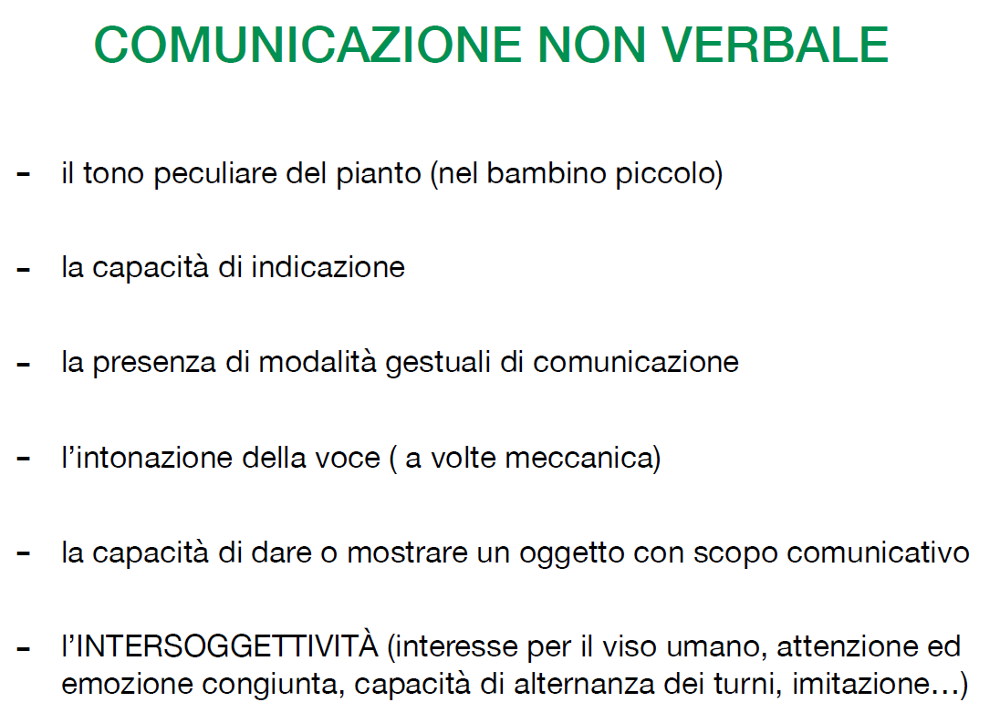 COMUNICAZIONE NON VERBALE
- il tono peculiare del pianto (nel bambino piccolo)
- la capacità di indicazione
- la presenza di modalità gestuali di comunicazione
- l’intonazione della voce ( a volte meccanica)
- la capacità di dare o mostrare un oggetto con scopo comunicativo
- l’INTERSOGGETTIVITÀ (interesse per il viso umano, attenzione ed
emozione congiunta, capacità di alternanza dei turni, imitazione…)